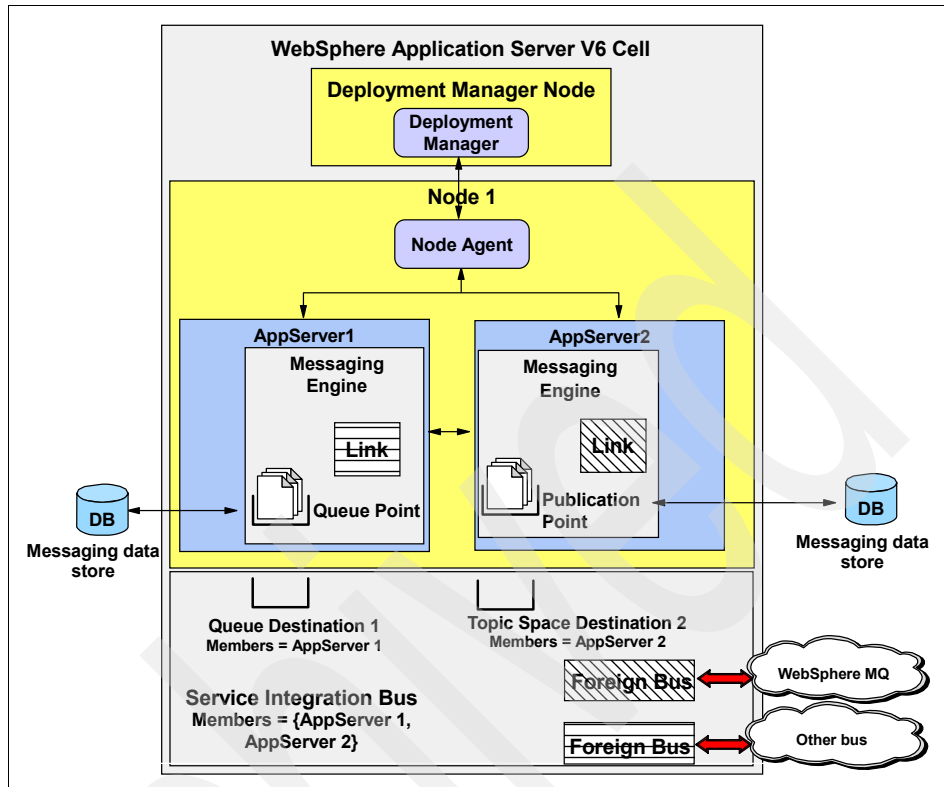 WebSphere Application Server V6 Cell
Deployment Manager Node
Deployment
Manager
Node 1
Node Agent
AppServer1
Messaging
Engine
Link
Queue Point
AppServer2
Messaging
Engine
Link
Publication
Point
DB
Messaging data
store
DB
Messaging data
store
Queue Destination 1
Members = AppServer 1
Topic Space Destination 2
Members = AppServer 2
Service Integration Bus
Members = {AppServer 1,
AppServer 2}
Foreign Bus
WebSphere MQ
Foreign Bus
Other bus